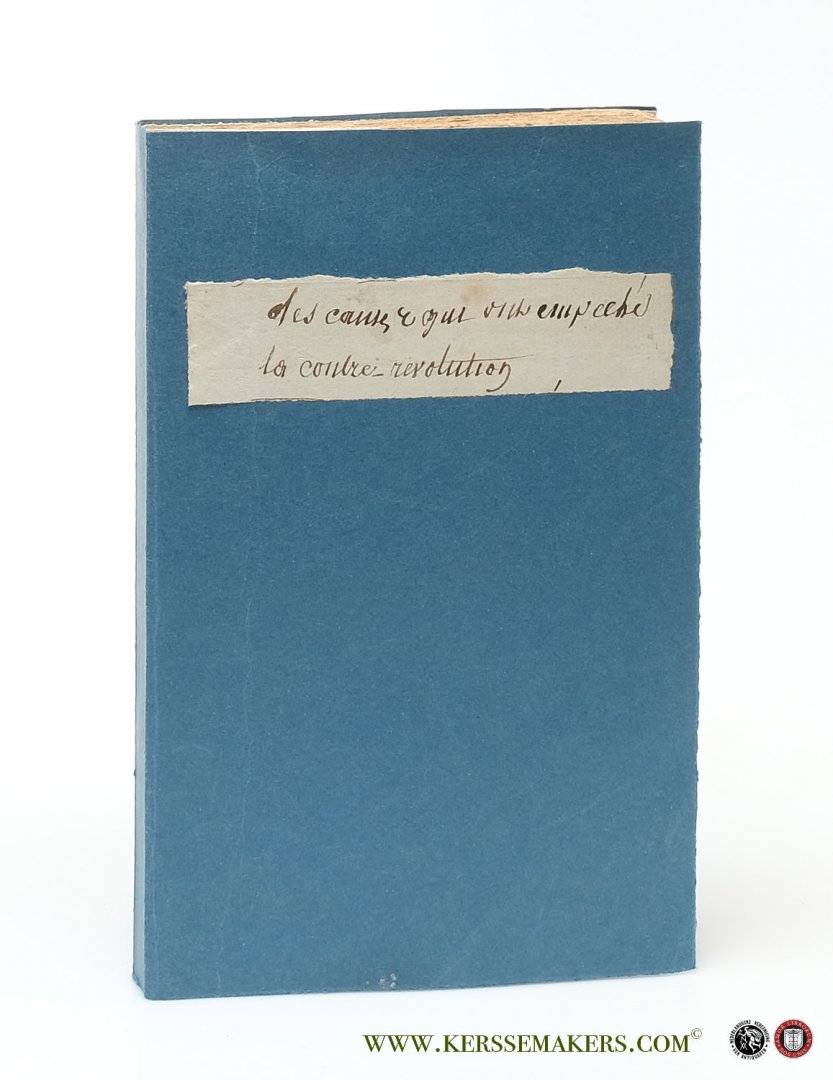 des causes qui ont empeché
la contre-revolution
WWW.KERSSEMAKERS.COM©